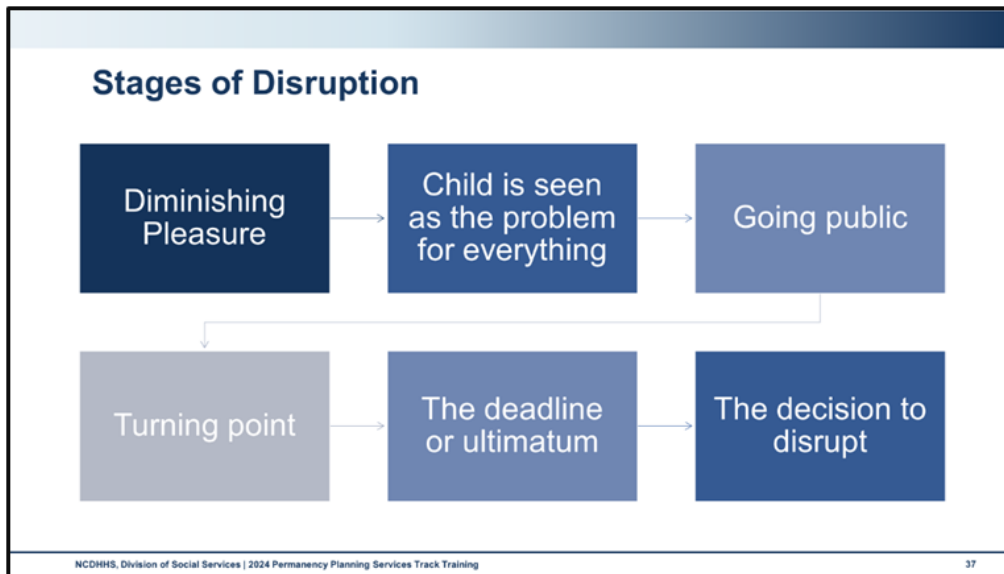 Stages of Disruption
Diminishing
Pleasure
Child is seen
as the problem
for everything
Going public
Turning point
The deadline
or ultimatum
The decision to
disrupt
NCDHHS, Division of Social Services | 2024 Permanency Planning Services Track Training
37